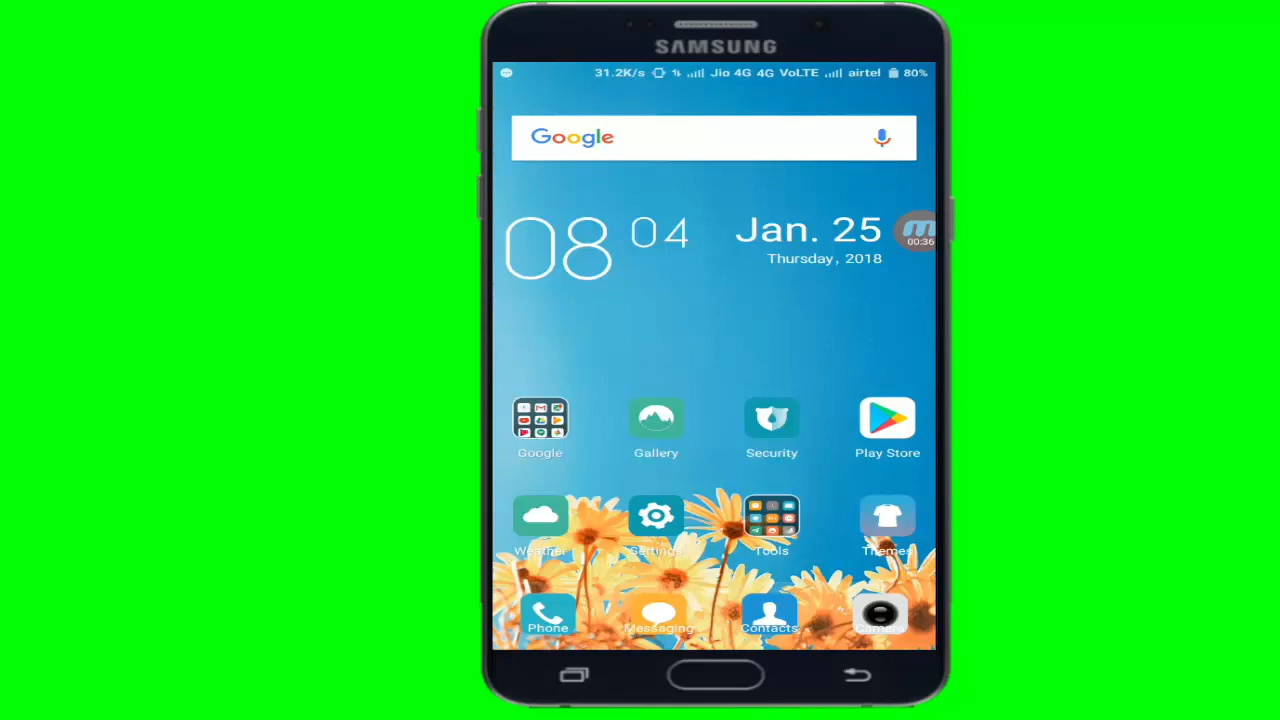 SAMSUNG
31.2K/s Jio 4G 4G VoLTE airtel 80%
Google
08 04 Jan. 25
Thursday, 2018
00:36
Google Gallery Security Play Store
Weather Settings Tools Themes
Phone Messaging Contacts Camera